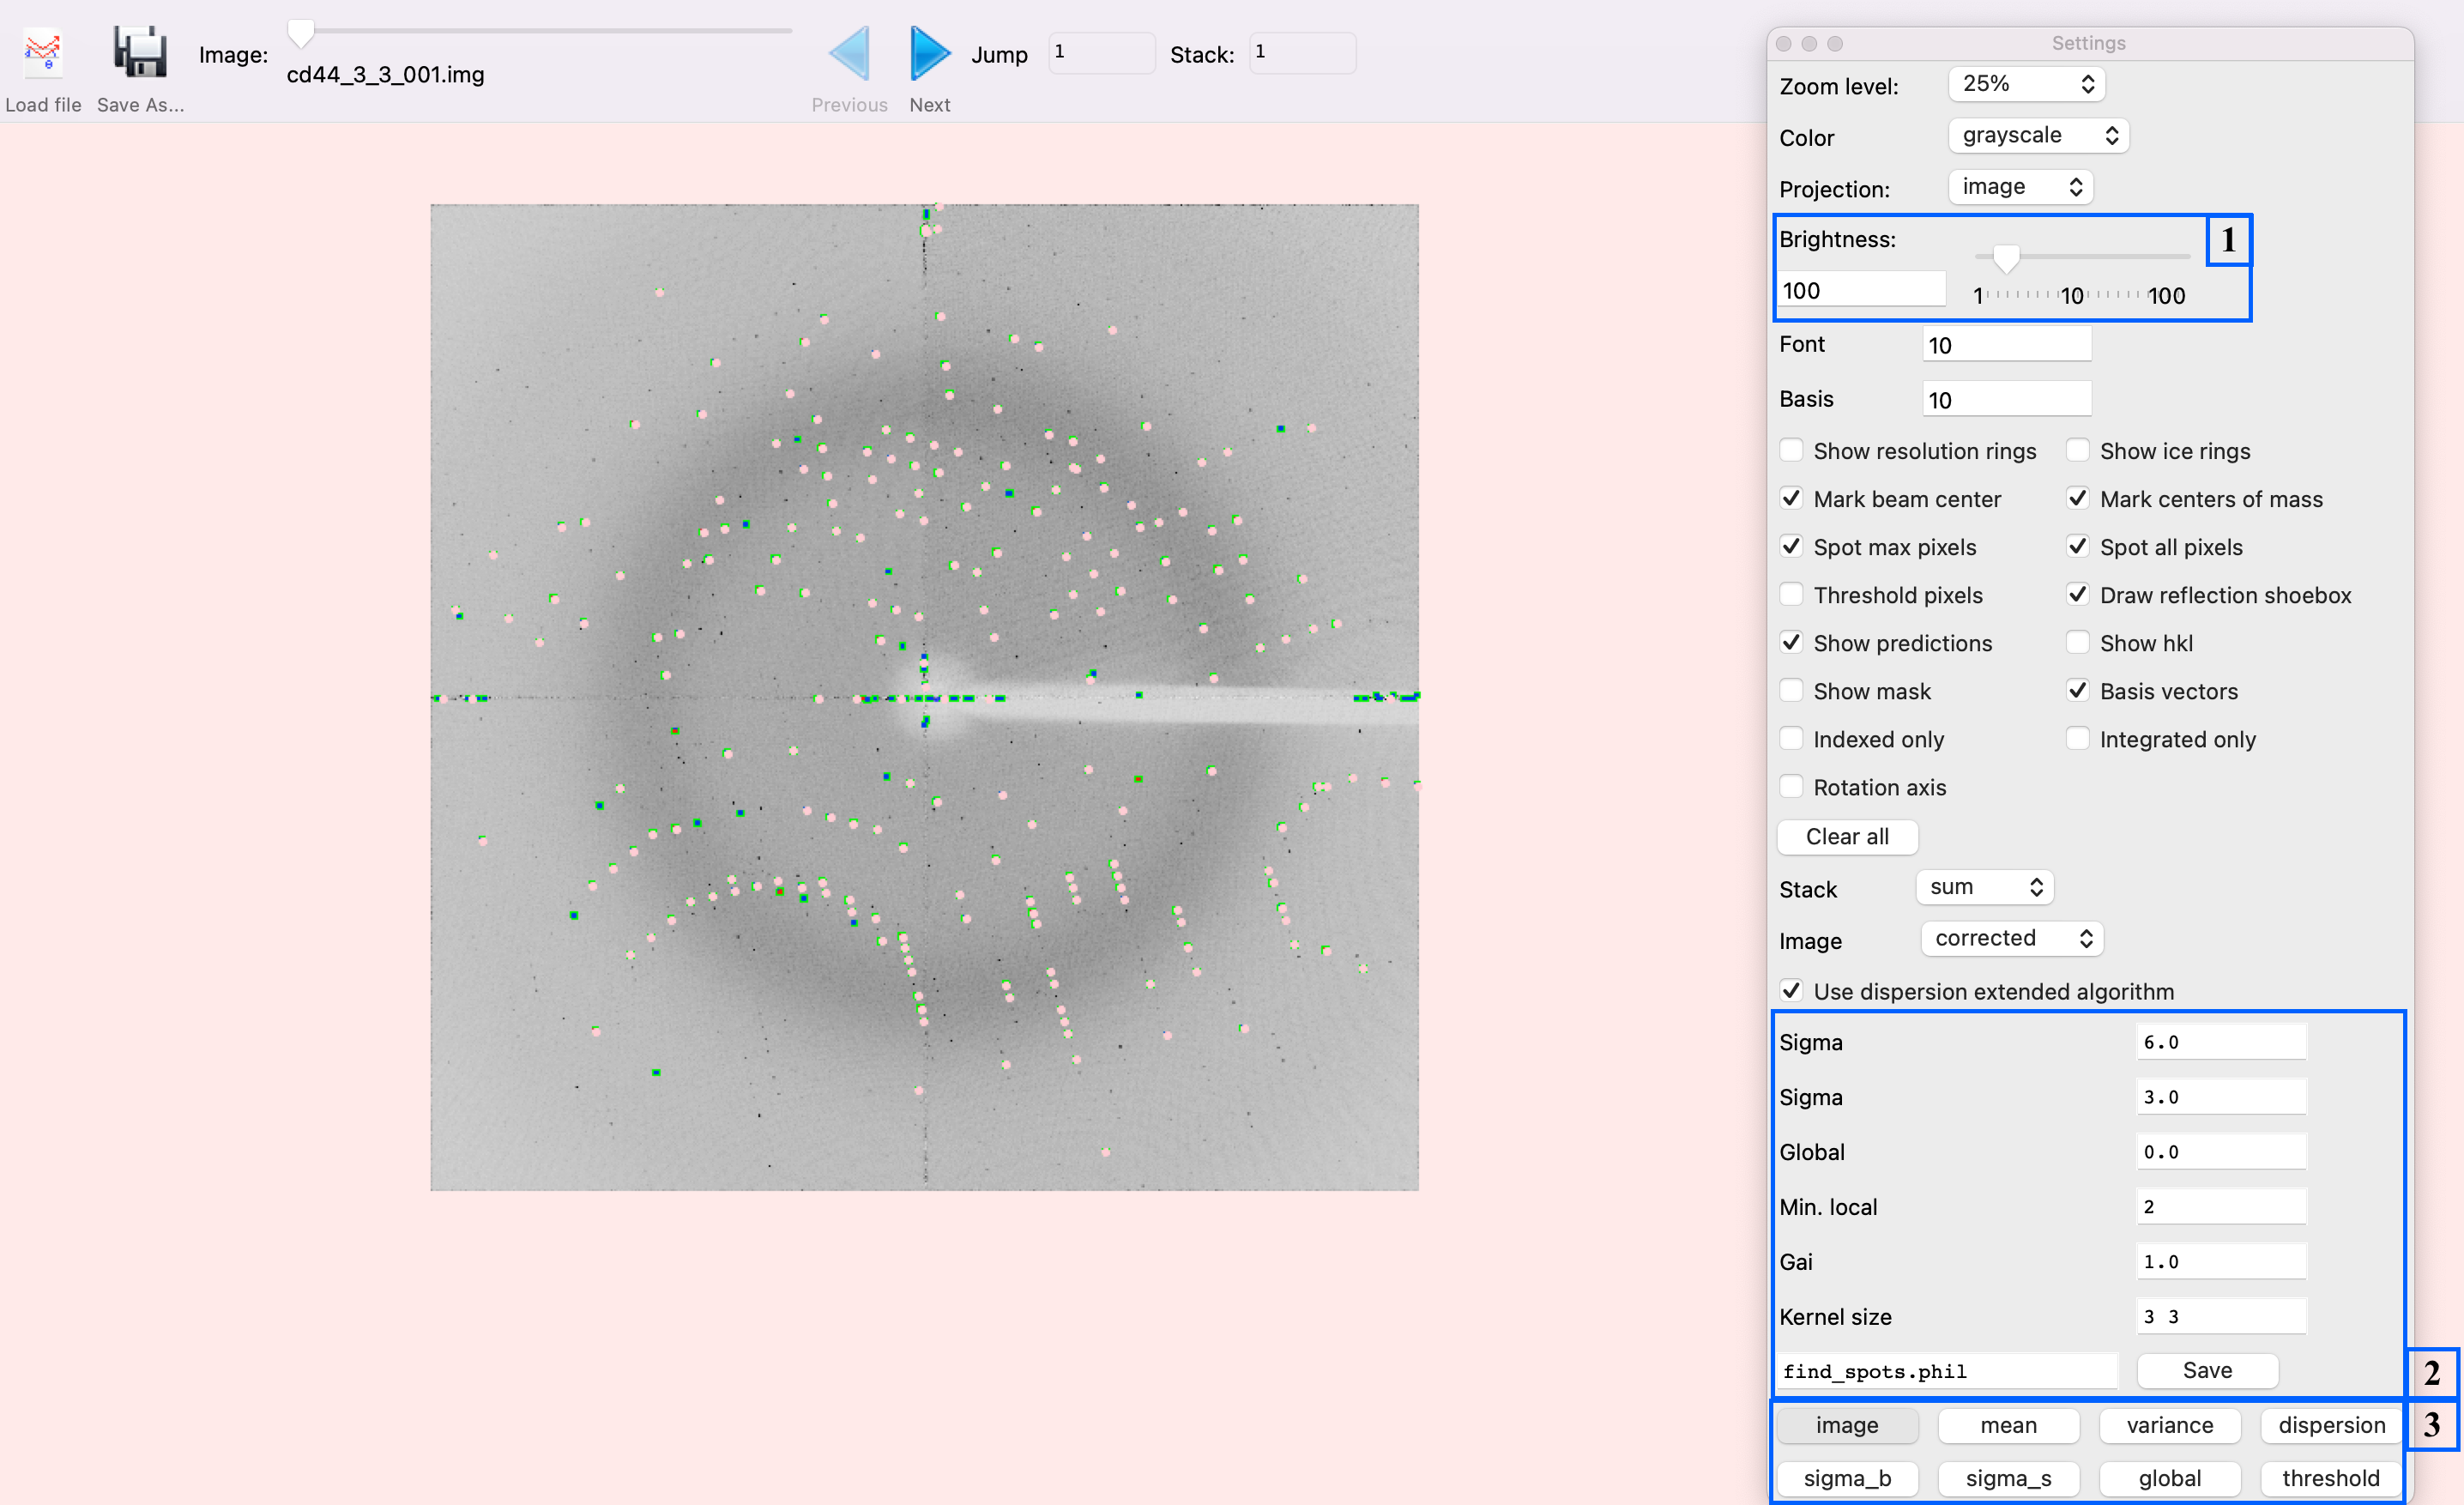 Settings
Image:
cd44_3_3_001.img
Jump 1 Stack: 1
Load file Save As... Previous Next
Zoom level: 25%
Color grayscale
Projection: image
Brightness: 1
100 1 10 100
Font 10
Basis 10
Show resolution rings Show ice rings
Mark beam center Mark centers of mass
Spot max pixels Spot all pixels
Threshold pixels Draw reflection shoebox
Show predictions Show hkl
Show mask Basis vectors
Indexed only Integrated only
Rotation axis
Clear all
Stack sum
Image corrected
Use dispersion extended algorithm
Sigma 6.0
Sigma 3.0
Global 0.0
Min. local 2
Gai 1.0
Kernel size 3 3
find_spots.phil Save 2
image mean variance dispersion 3
sigma_b sigma_s global threshold